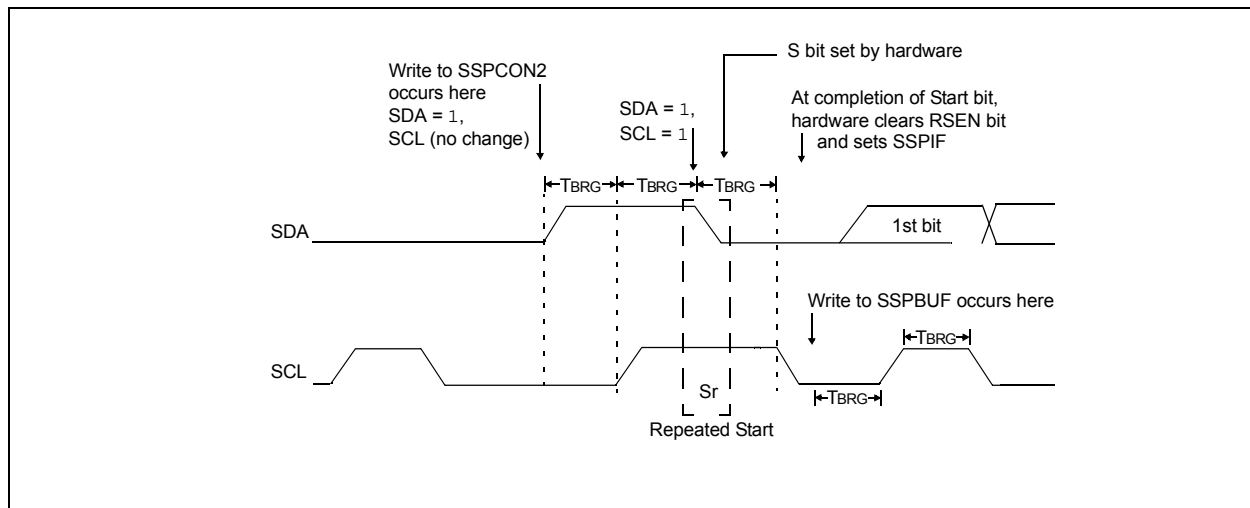 S bit set by hardware
Write to SSPCON2
occurs here
SDA = 1,
SCL (no change)
SDA = 1,
SCL = 1
At completion of Start bit,
hardware clears RSEN bit
and sets SSPIF
TBRG
TBRG
TBRG
SDA
1st bit
Write to SSPBUF occurs here
TBRG
SCL
TBRG
Sr
Repeated Start